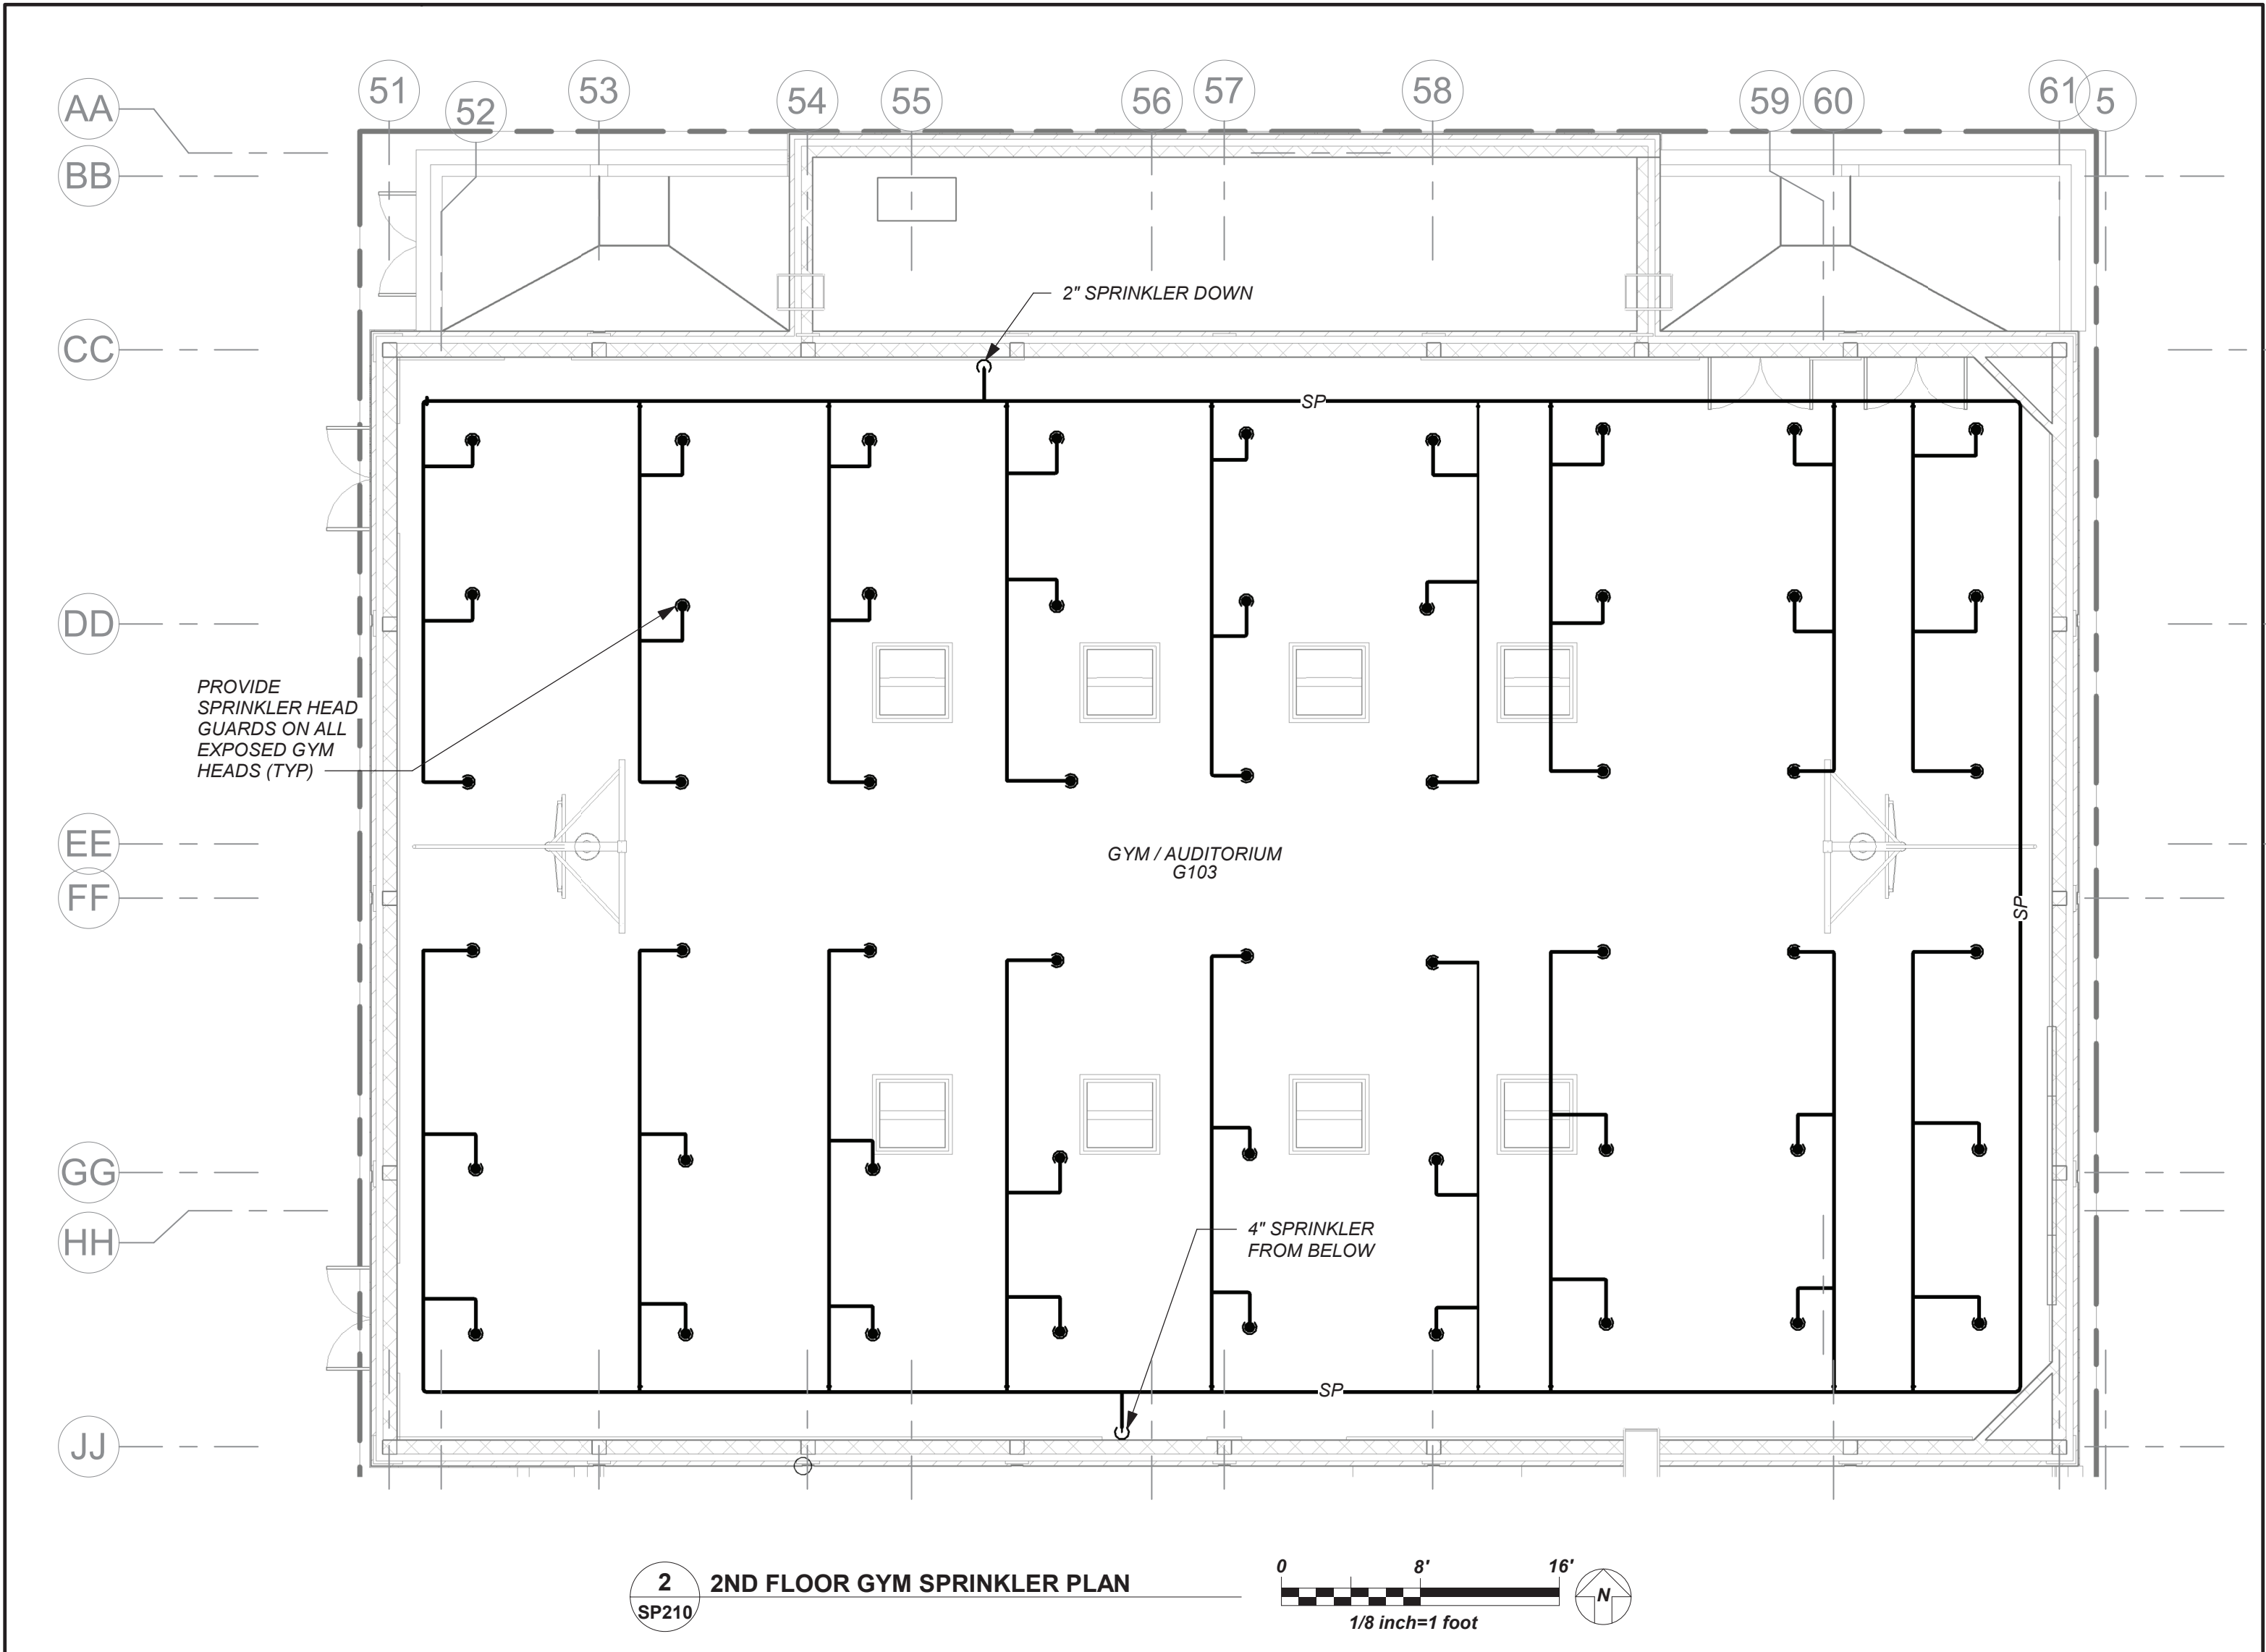 51
52
53
54
55
56
57
58
59
60
61
5
AA
BB
CC
DD
EE
FF
GG
HH
JJ
2" SPRINKLER DOWN
SP
PROVIDE
SPRINKLER HEAD
GUARDS ON ALL
EXPOSED GYM
HEADS (TYP)
GYM / AUDITORIUM
G103
SP
4" SPRINKLER
FROM BELOW
SP
2
SP210
2ND FLOOR GYM SPRINKLER PLAN
0 8' 16'
1/8 inch=1 foot
N